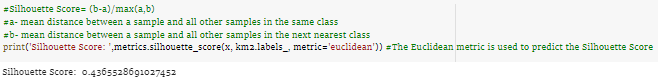 #Silhouette Score= (b-a)/max(a,b)
#a- mean distance between a sample and all other samples in the same class
#b- mean distance between a sample and all other samples in the next nearest class
print('Silhouette Score: ',metrics.silhouette_score(x, km2.labels_, metric='euclidean')) #The Euclidean metric is used to predict the Silhouette Score
Silhouette Score:  0.4365528691027452